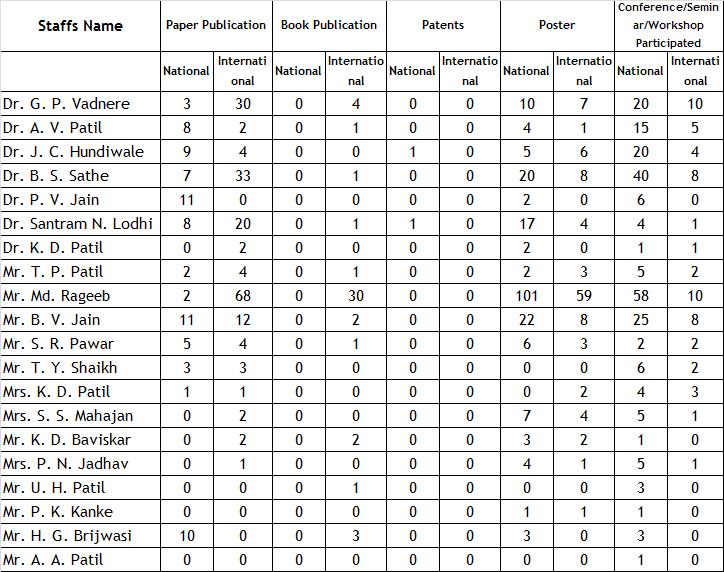 Staffs Name Paper Publication Book Publication Patents Poster Conference/Semin
ar/Workshop
Participated
National Internati
onal National Internatio
nal National Internatio
nal National Internatio
nal National Internati
onal
Dr. G. P. Vadnere 3 30 0 4 0 0 10 7 20 10
Dr. A. V. Patil 8 2 0 1 0 0 4 1 15 5
Dr. J. C. Hundiwale 9 4 0 0 1 0 5 6 20 4
Dr. B. S. Sathe 7 33 0 1 0 0 20 8 40 8
Dr. P. V. Jain 11 0 0 0 0 0 2 0 6 0
Dr. Santram N. Lodhi 8 20 0 1 1 0 17 4 4 1
Dr. K. D. Patil 0 2 0 0 0 0 2 0 1 1
Mr. T. P. Patil 2 4 0 1 0 0 2 3 5 2
Mr. Md. Rageeb 2 68 0 30 0 0 101 59 58 10
Mr. B. V. Jain 11 12 0 2 0 0 22 8 25 8
Mr. S. R. Pawar 5 4 0 1 0 0 6 3 2 2
Mr. T. Y. Shaikh 3 3 0 0 0 0 0 0 6 2
Mrs. K. D. Patil 1 1 0 0 0 0 0 2 4 3
Mrs. S. S. Mahajan 0 2 0 0 0 0 7 4 5 1
Mr. K. D. Baviskar 0 2 0 2 0 0 3 2 1 0
Mrs. P. N. Jadhav 0 1 0 0 0 0 4 1 5 1
Mr. U. H. Patil 0 0 0 1 0 0 0 0 3 0
Mr. P. K. Kanke 0 0 0 0 0 0 1 1 1 0
Mr. H. G. Brijwasi 10 0 0 3 0 0 3 0 3 0
Mr. A. A. Patil 0 0 0 0 0 0 0 0 1 0